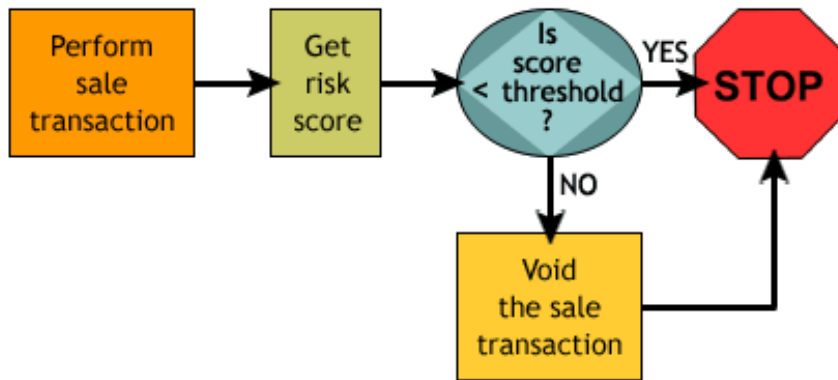 Perform
sale
transaction
Get
risk
score
Is
score
< threshold
?
YES
STOP
NO
Void
the sale
transaction